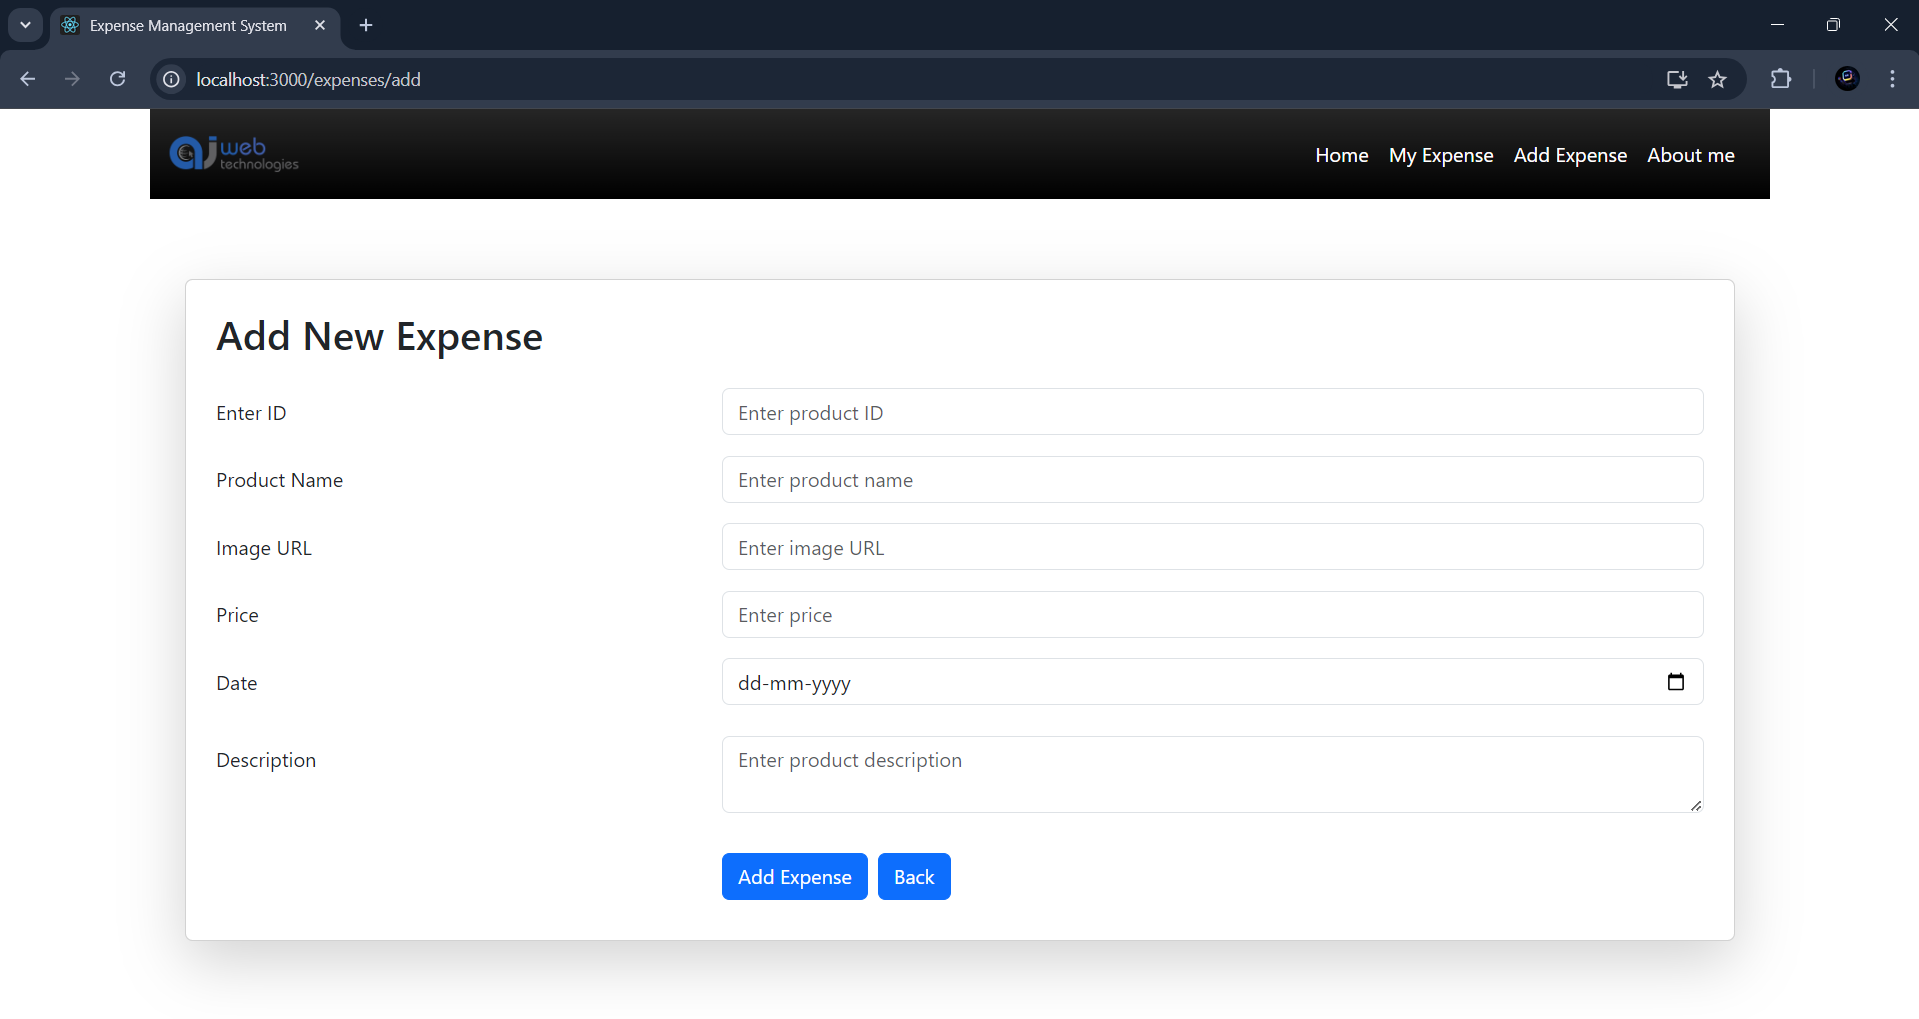 Expense Management System
localhost:3000/expenses/add
aj web technologies
Home My Expense Add Expense About me
Add New Expense
Enter ID Enter product ID
Product Name Enter product name
Image URL Enter image URL
Price Enter price
Date dd-mm-yyyy
Description Enter product description
Add Expense Back